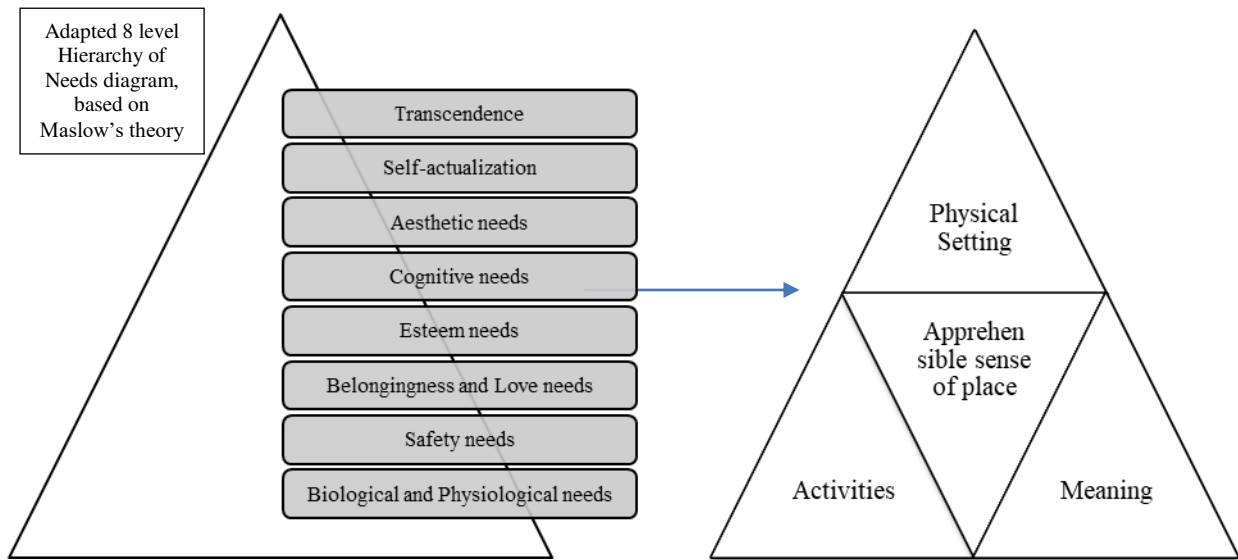 Adapted 8 level
Hierarchy of
Needs diagram,
based on
Maslow’s theory
Transcendence
Self-actualization
Aesthetic needs
Cognitive needs
Esteem needs
Belongingness and Love needs
Safety needs
Biological and Physiological needs
Physical
Setting
Apprehen
sible sense
of place
Activities
Meaning